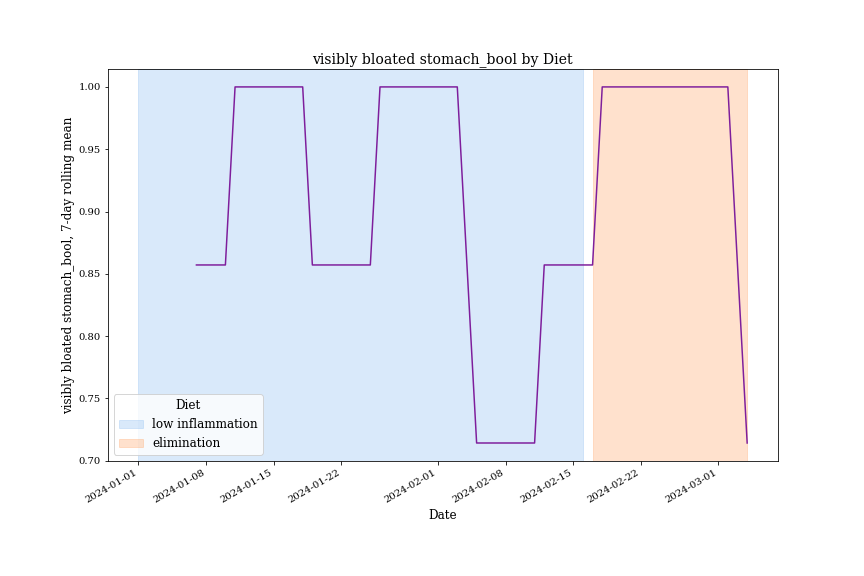 visibly bloated stomach_bool by Diet
visibly bloated stomach_bool, 7-day rolling mean
1.00
0.95
0.90
0.85
0.80
0.75
0.70
Diet
low inflammation
elimination
2024-01-01
2024-01-08
2024-01-15
2024-01-22
2024-02-01
2024-02-08
2024-02-15
2024-02-22
2024-03-01
Date